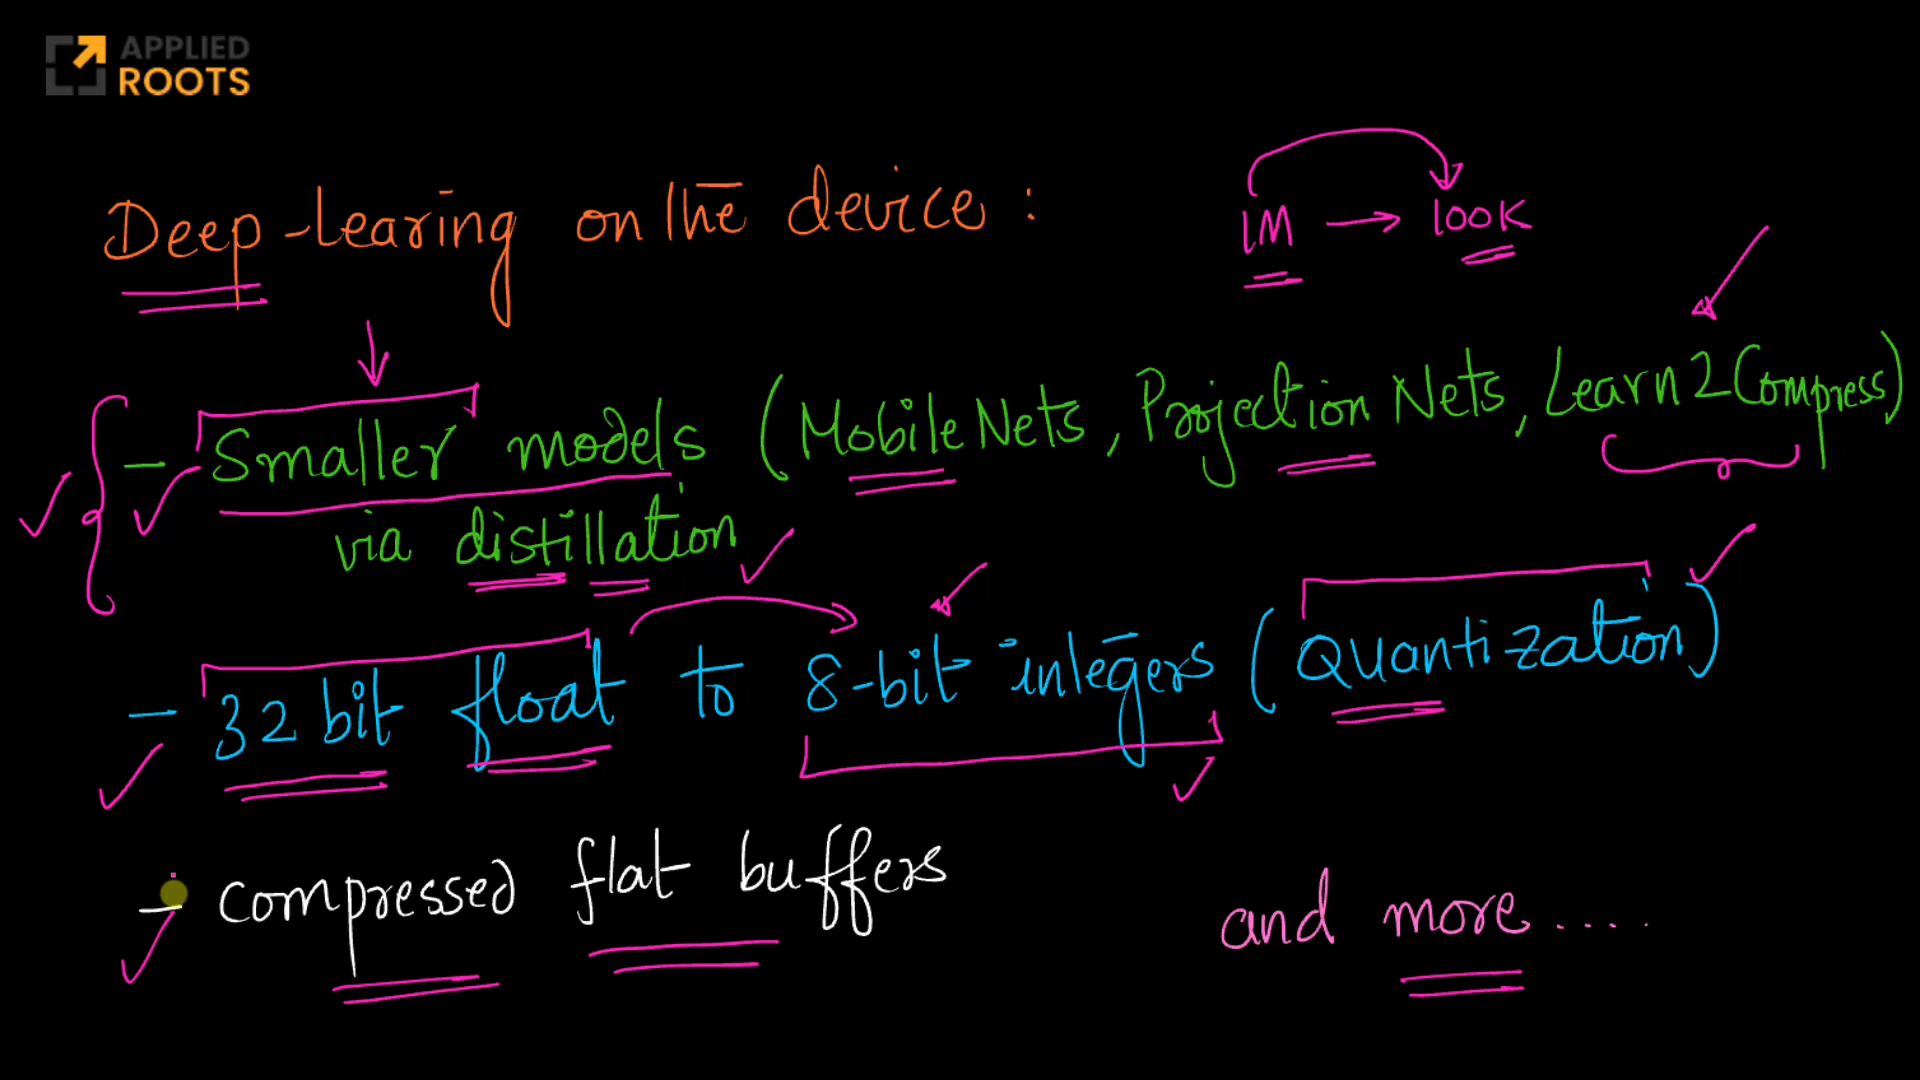 APPLIED
ROOTS
Deep-learing on the device :
1M → 100K
- Smaller models (MobileNets, Projection Nets, Learn2Compress)
via distillation
- 32 bit float to 8-bit integers (Quantization)
- compressed flat buffers
and more.....